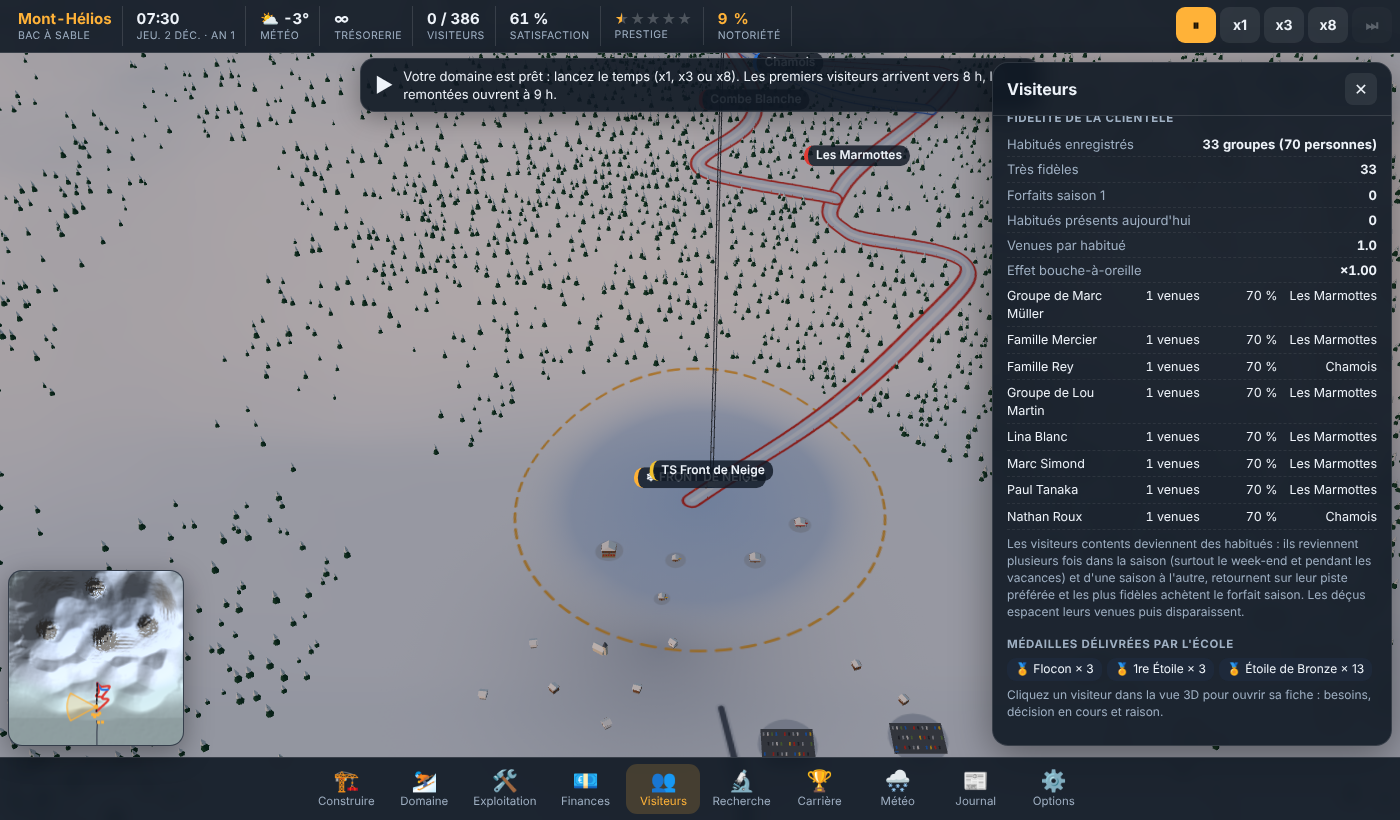 Mont-Hélios
BAC À SABLE
07:30
JEU. 2 DÉC. · AN 1
-3°
MÉTÉO
∞
TRÉSORERIE
0 / 386
VISITEURS
61 %
SATISFACTION
PRESTIGE
9 %
NOTORIÉTÉ
x1
x3
x8
Chamois
Votre domaine est prêt : lancez le temps (x1, x3 ou x8). Les premiers visiteurs arrivent vers 8 h, l
remontées ouvrent à 9 h.
Combe Blanche
Les Marmottes
TS Front de Neige
FRONT DE NEIGE
Visiteurs
FIDÉLITÉ DE LA CLIENTÈLE
Habitués enregistrés 33 groupes (70 personnes)
Très fidèles 33
Forfaits saison 1 0
Habitués présents aujourd'hui 0
Venues par habitué 1.0
Effet bouche-à-oreille ×1.00
Groupe de Marc Müller 1 venues 70 % Les Marmottes
Famille Mercier 1 venues 70 % Les Marmottes
Famille Rey 1 venues 70 % Chamois
Groupe de Lou Martin 1 venues 70 % Les Marmottes
Lina Blanc 1 venues 70 % Les Marmottes
Marc Simond 1 venues 70 % Les Marmottes
Paul Tanaka 1 venues 70 % Les Marmottes
Nathan Roux 1 venues 70 % Chamois
Les visiteurs contents deviennent des habitués : ils reviennent
plusieurs fois dans la saison (surtout le week-end et pendant les
vacances) et d'une saison à l'autre, retournent sur leur piste
préférée et les plus fidèles achètent le forfait saison. Les déçus
espacent leurs venues puis disparaissent.
MÉDAILLES DÉLIVRÉES PAR L'ÉCOLE
Flocon × 3
1re Étoile × 3
Étoile de Bronze × 13
Cliquez un visiteur dans la vue 3D pour ouvrir sa fiche : besoins,
décision en cours et raison.
Construire
Domaine
Exploitation
Finances
Visiteurs
Recherche
Carrière
Météo
Journal
Options